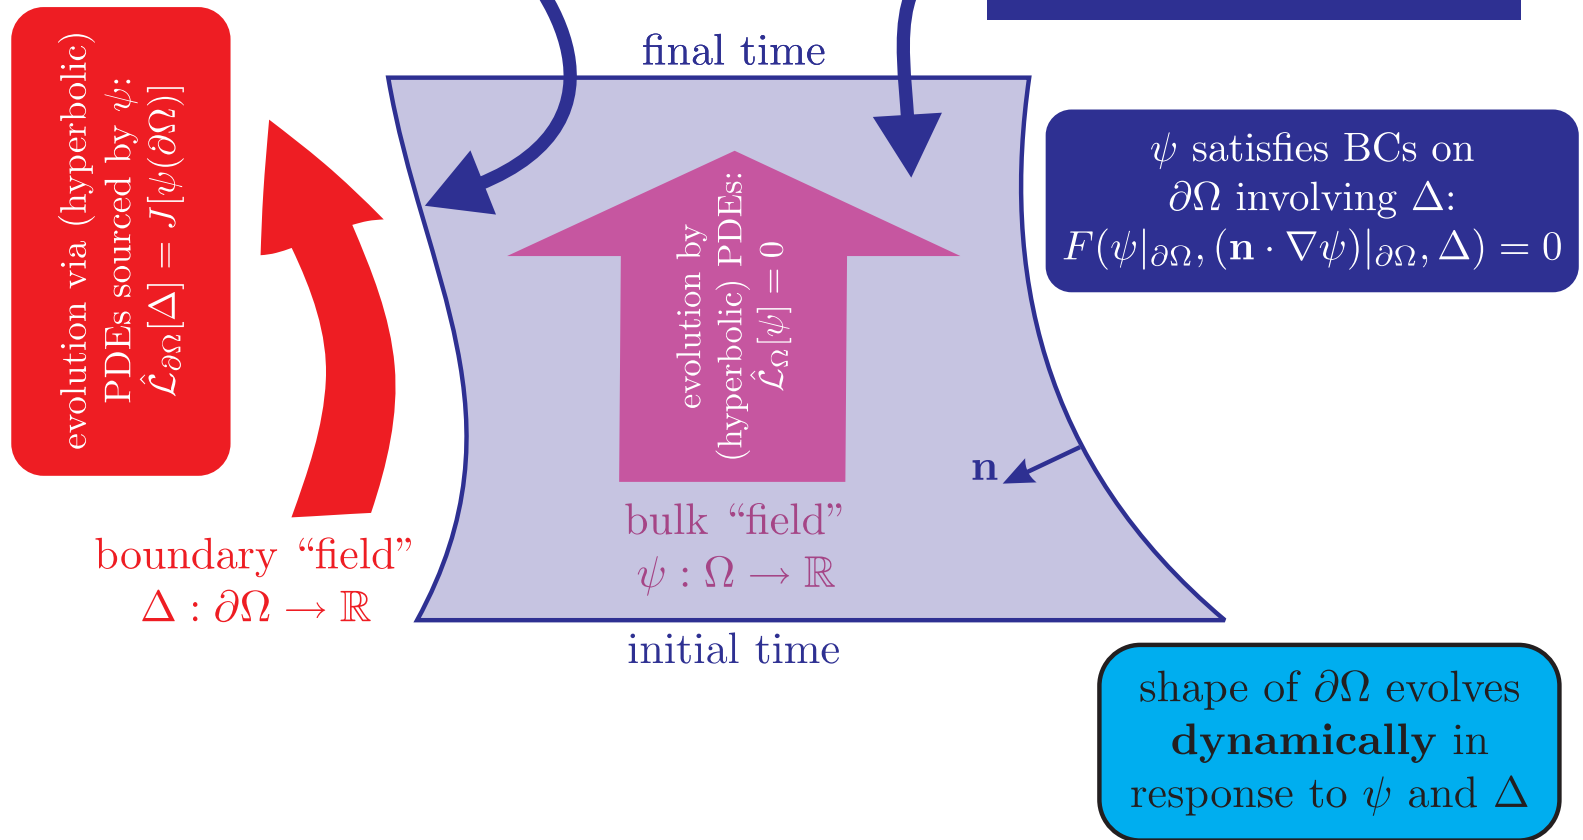 final time
evolution via (hyperbolic)
PDEs sourced by ψ:
$\hat{\mathcal{L}}_{\partial\Omega}[\Delta] = J[\psi(\partial\Omega)]$
ψ satisfies BCs on
∂Ω involving Δ:
$F(\psi|_{\partial\Omega}, (\mathbf{n} \cdot \nabla\psi)|_{\partial\Omega}, \Delta) = 0$
evolution by
(hyperbolic) PDEs:
$\hat{\mathcal{L}}_{\Omega}[\psi] = 0$
n
bulk “field”
ψ : Ω → ℝ
boundary “field”
Δ : ∂Ω → ℝ
initial time
shape of ∂Ω evolves
dynamically in
response to ψ and Δ